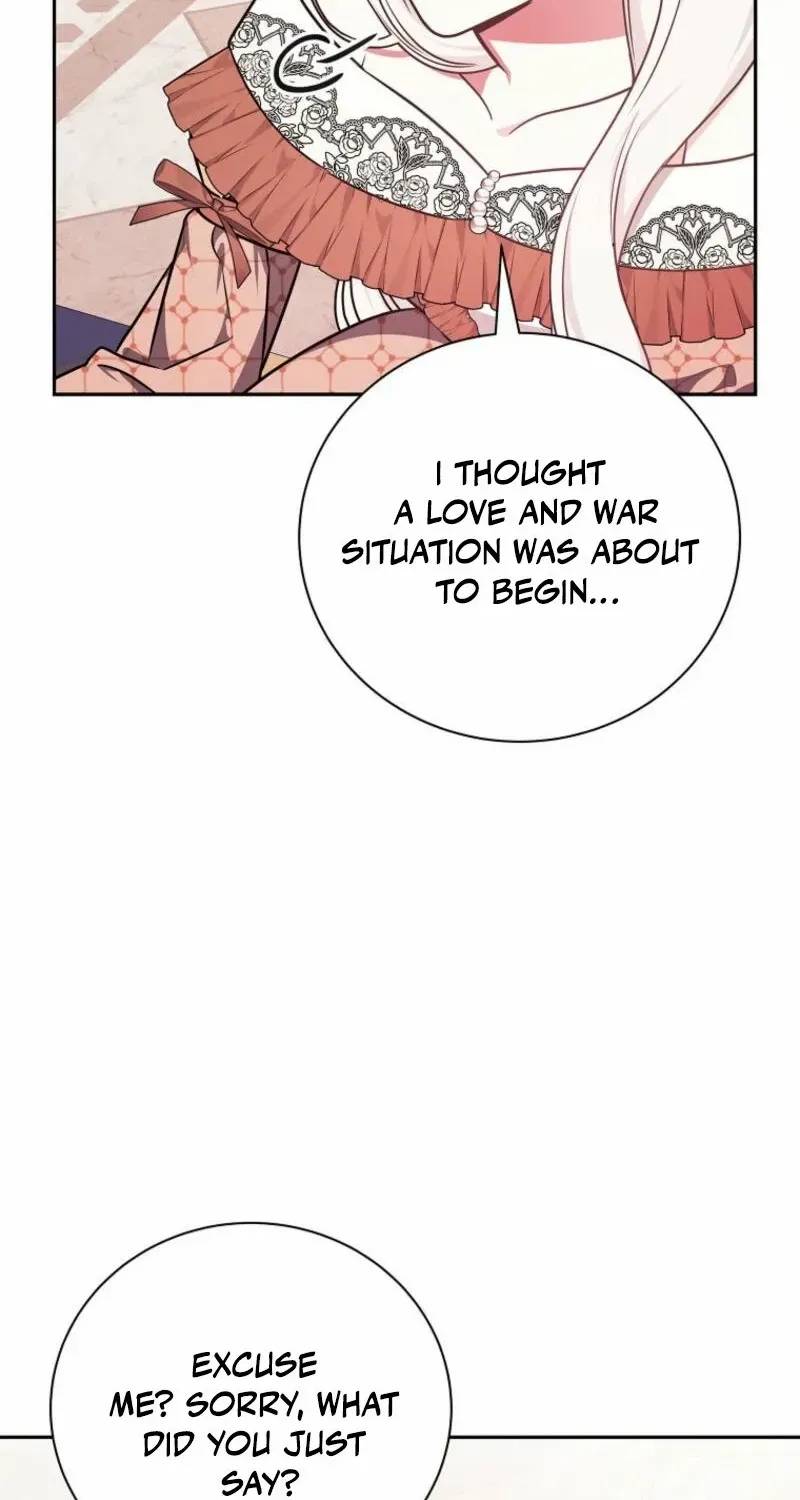 I THOUGHT
A LOVE AND WAR
SITUATION WAS ABOUT
TO BEGIN...
EXCUSE
ME? SORRY, WHAT
DID YOU JUST
SAY?